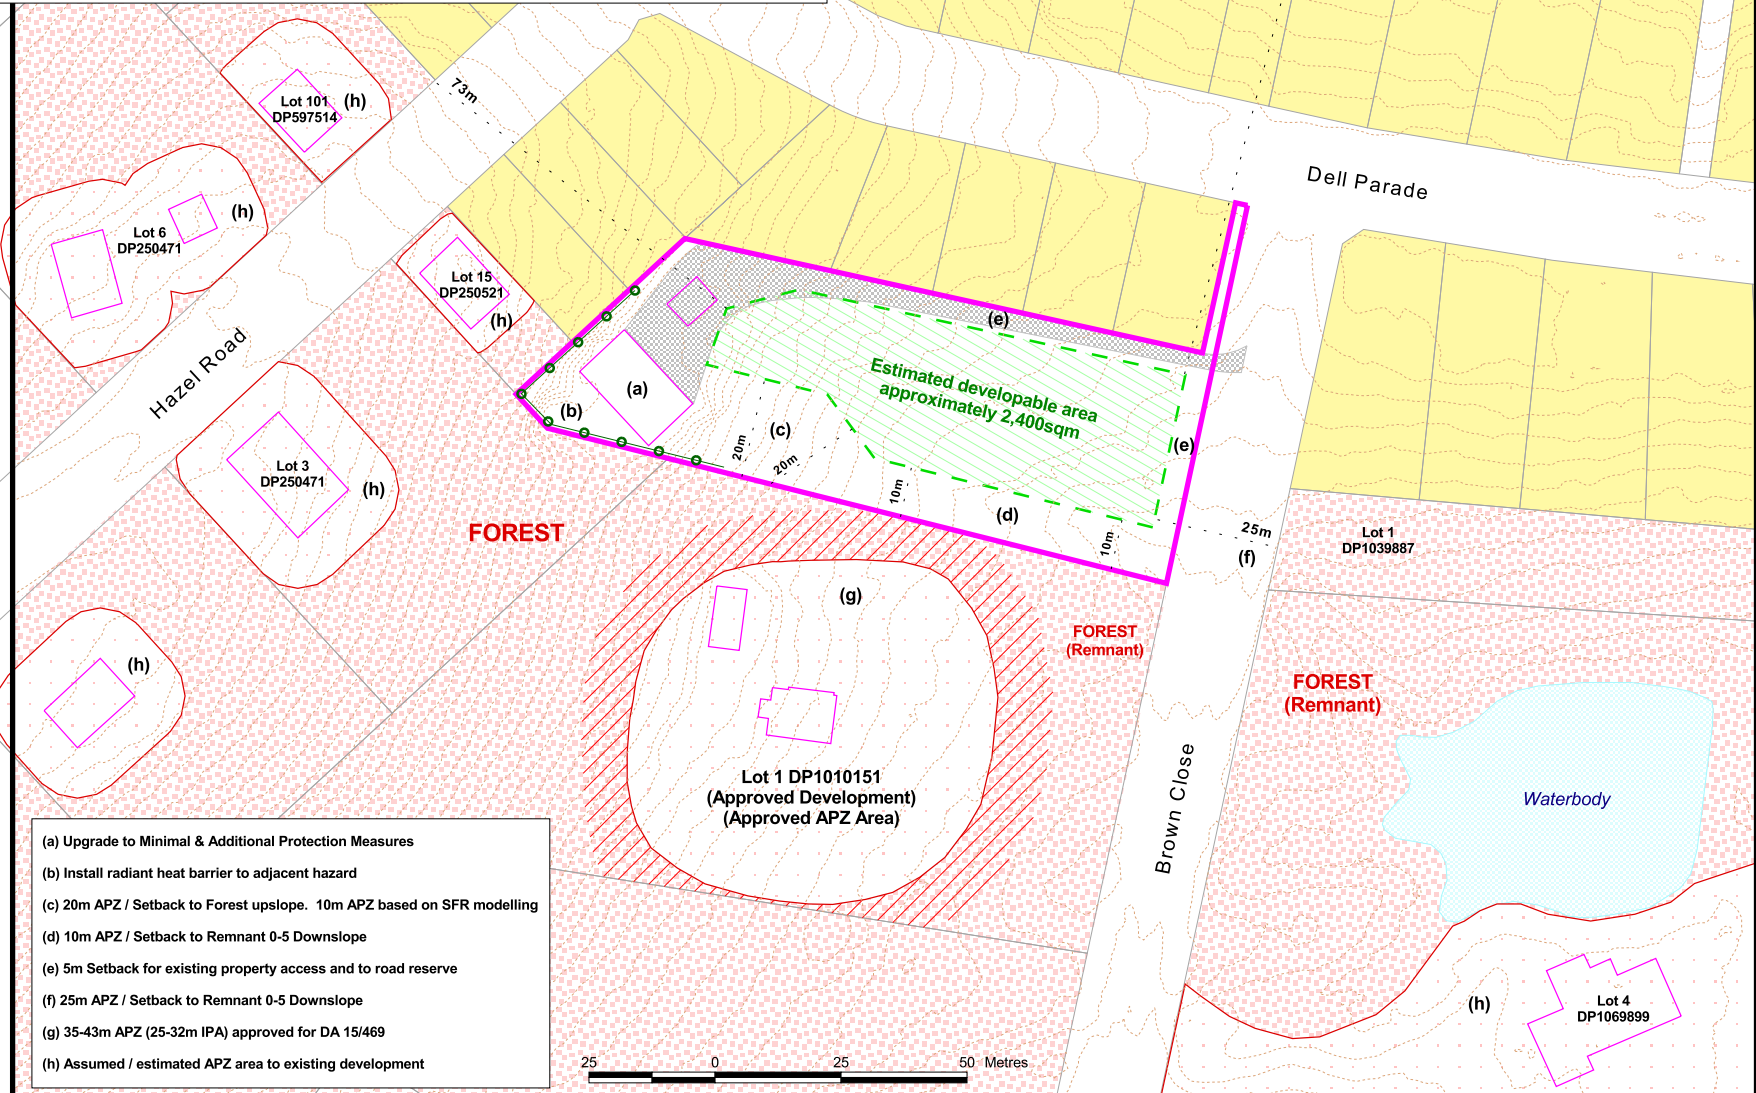 73m
Lot 101
DP597514
(h)
Dell Parade
Lot 6
DP250471
(h)
Lot 15
DP250521
(h)
(e)
Hazel Road
Estimated developable area
approximately 2,400sqm
(a)
(b)
(c)
(e)
20m
20m
Lot 3
DP250471
(h)
10m
(d)
FOREST
10m
25m
(f)
Lot 1
DP1039887
(g)
FOREST
(Remnant)
(h)
FOREST
(Remnant)
Lot 1 DP1010151
(Approved Development)
(Approved APZ Area)
Brown Close
Waterbody
(a) Upgrade to Minimal & Additional Protection Measures
(b) Install radiant heat barrier to adjacent hazard
(c) 20m APZ / Setback to Forest upslope. 10m APZ based on SFR modelling
(d) 10m APZ / Setback to Remnant 0-5 Downslope
(e) 5m Setback for existing property access and to road reserve
(f) 25m APZ / Setback to Remnant 0-5 Downslope
(g) 35-43m APZ (25-32m IPA) approved for DA 15/469
(h) Assumed / estimated APZ area to existing development
(h)
Lot 4
DP1069899
25 0 25 50 Metres